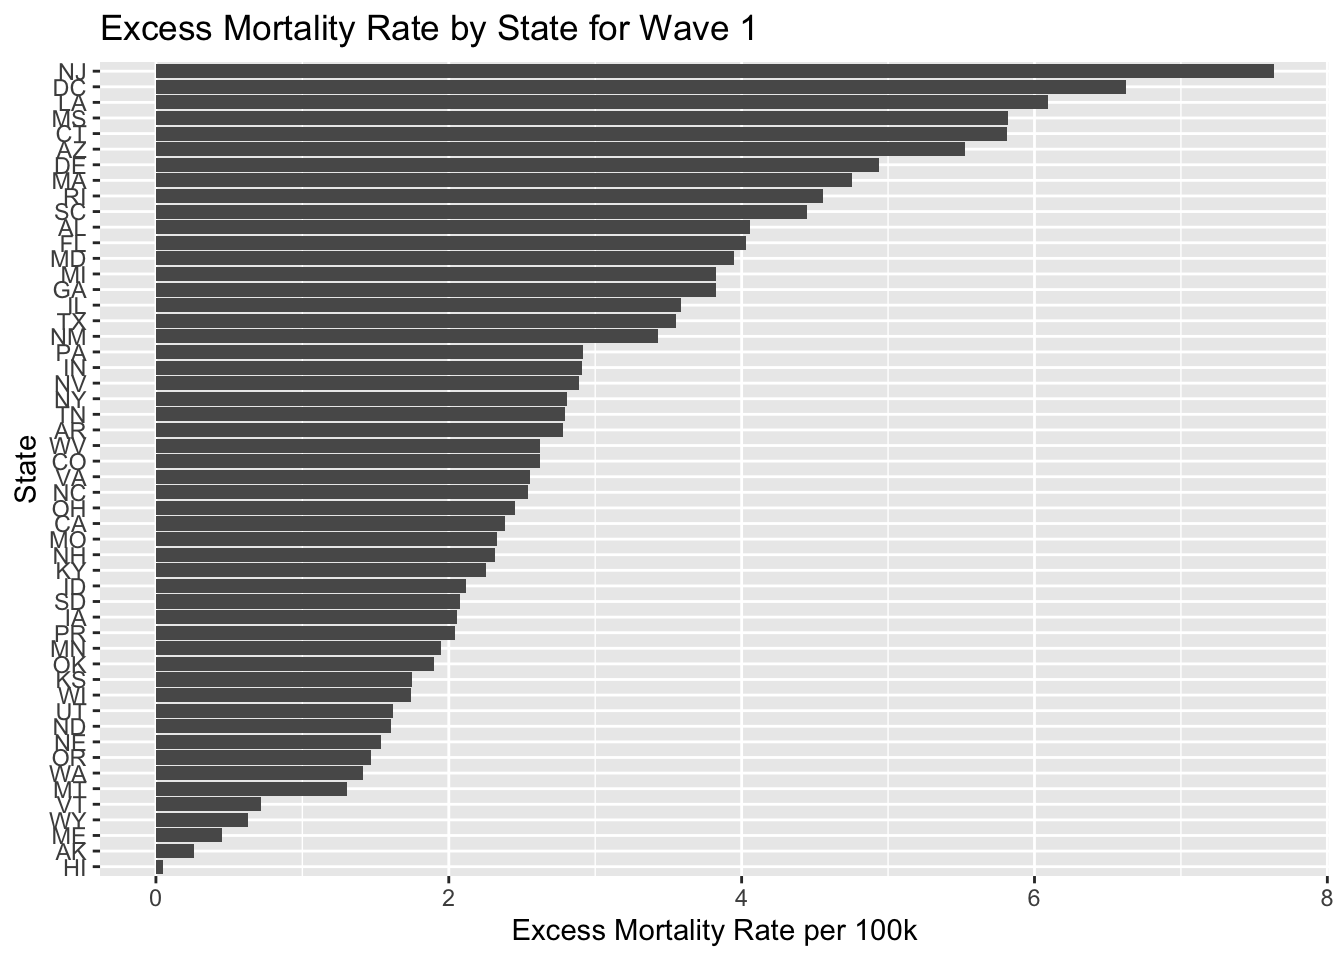 Excess Mortality Rate by State for Wave 1
NJ
DC
LA
MS
CT
AZ
DE
MA
RI
SC
AL
FL
MD
MI
GA
IL
TX
NM
PA
IN
NV
NY
TN
AR
WV
CO
VA
NC
OH
CA
MO
NH
KY
ID
SD
IA
PR
MN
OK
KS
WI
UT
ND
NE
OR
WA
MT
VT
WY
ME
AK
HI
State
0 2 4 6 8
Excess Mortality Rate per 100k